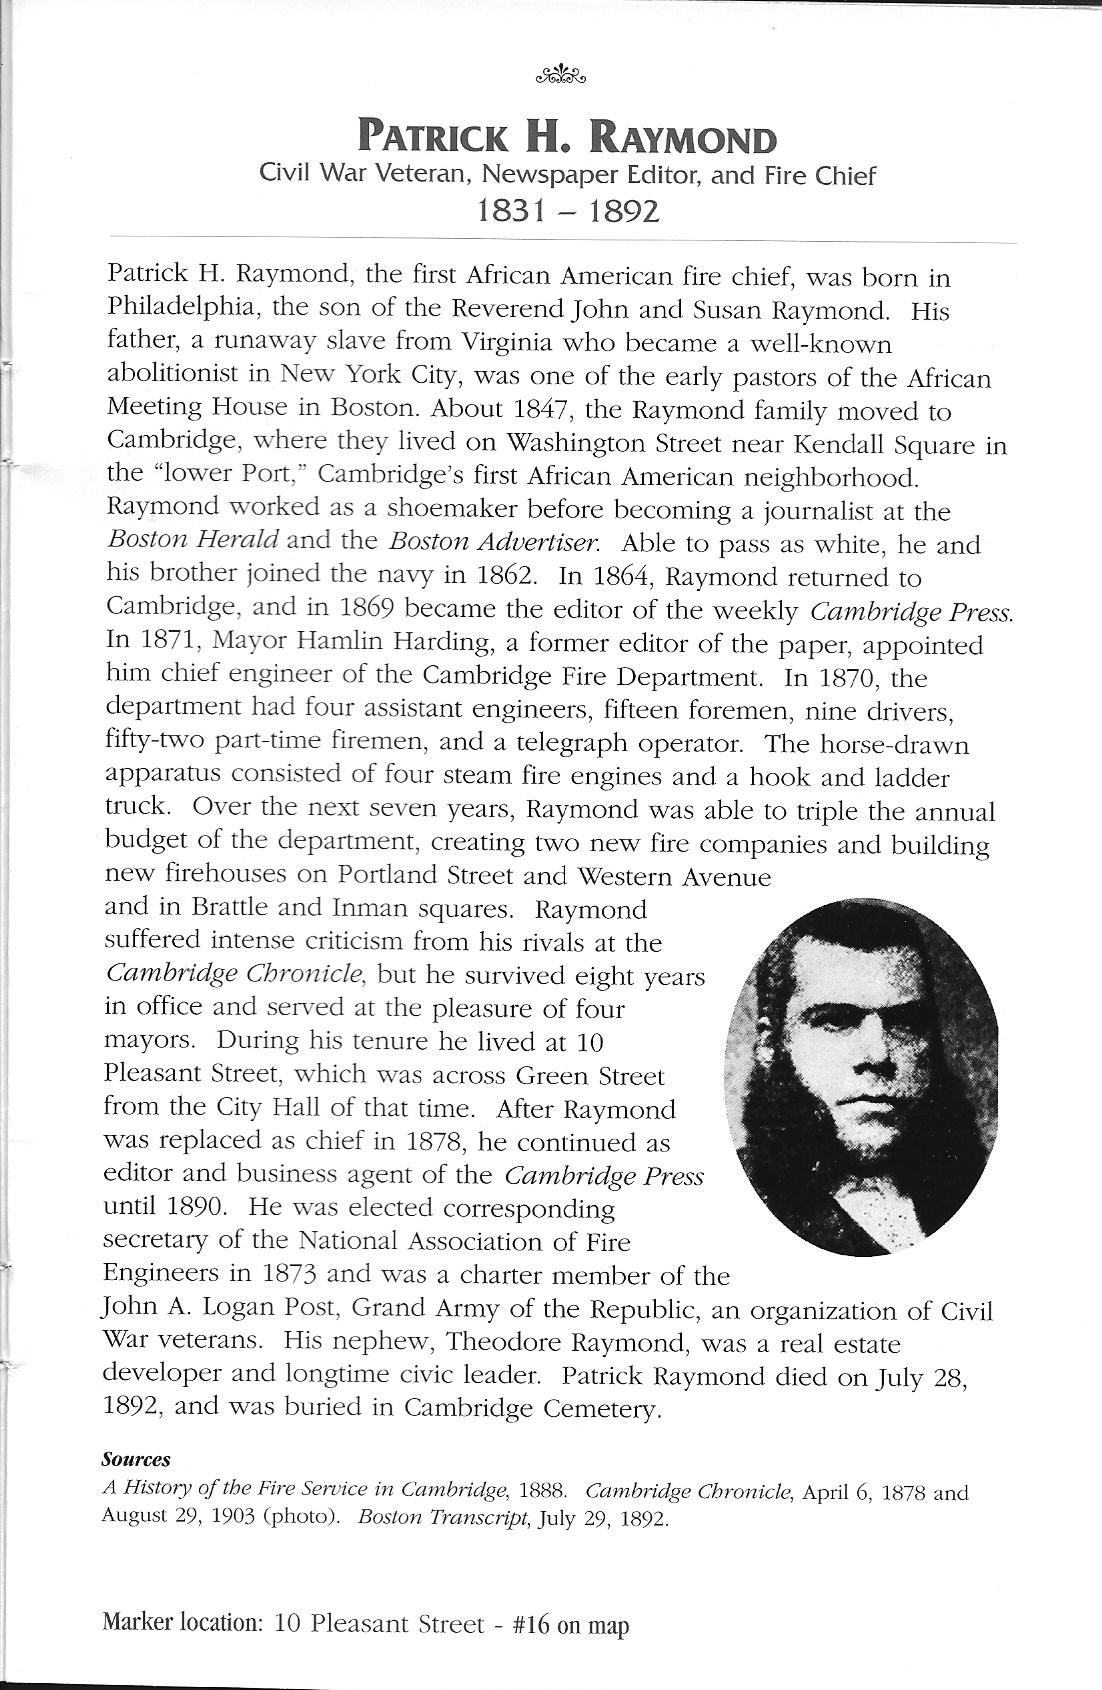 PATRICK H. RAYMOND
Civil War Veteran, Newspaper Editor, and Fire Chief
1831 – 1892
Patrick H. Raymond, the first African American fire chief, was born in
Philadelphia, the son of the Reverend John and Susan Raymond. His
father, a runaway slave from Virginia who became a well-known
abolitionist in New York City, was one of the early pastors of the African
Meeting House in Boston. About 1847, the Raymond family moved to
Cambridge, where they lived on Washington Street near Kendall Square in
the “lower Port,” Cambridge’s first African American neighborhood.
Raymond worked as a shoemaker before becoming a journalist at the
Boston Herald and the Boston Advertiser. Able to pass as white, he and
his brother joined the navy in 1862. In 1864, Raymond returned to
Cambridge, and in 1869 became the editor of the weekly Cambridge Press.
In 1871, Mayor Hamlin Harding, a former editor of the paper, appointed
him chief engineer of the Cambridge Fire Department. In 1870, the
department had four assistant engineers, fifteen foremen, nine drivers,
fifty-two part-time firemen, and a telegraph operator. The horse-drawn
apparatus consisted of four steam fire engines and a hook and ladder
truck. Over the next seven years, Raymond was able to triple the annual
budget of the department, creating two new fire companies and building
new firehouses on Portland Street and Western Avenue
and in Brattle and Inman squares. Raymond
suffered intense criticism from his rivals at the
Cambridge Chronicle, but he survived eight years
in office and served at the pleasure of four
mayors. During his tenure he lived at 10
Pleasant Street, which was across Green Street
from the City Hall of that time. After Raymond
was replaced as chief in 1878, he continued as
editor and business agent of the Cambridge Press
until 1890. He was elected corresponding
secretary of the National Association of Fire
Engineers in 1873 and was a charter member of the
John A. Logan Post, Grand Army of the Republic, an organization of Civil
War veterans. His nephew, Theodore Raymond, was a real estate
developer and longtime civic leader. Patrick Raymond died on July 28,
1892, and was buried in Cambridge Cemetery.
Sources
A History of the Fire Service in Cambridge, 1888. Cambridge Chronicle, April 6, 1878 and
August 29, 1903 (photo). Boston Transcript, July 29, 1892.
Marker location: 10 Pleasant Street - #16 on map